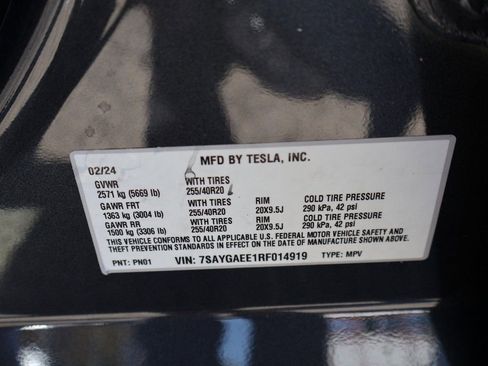 MFD BY TESLA, INC.
02/24
GVWR WITH TIRES
2571 kg (5669 lb) 255/40R20
GAWR FRT WITH TIRES RIM COLD TIRE PRESSURE
1363 kg (3004 lb) 255/40R20 20X9.5J 290 kPa, 42 psi
GAWR RR WITH TIRES RIM COLD TIRE PRESSURE
1500 kg (3306 lb) 255/40R20 20X9.5J 290 kPa, 42 psi
THIS VEHICLE CONFORMS TO ALL APPLICABLE U.S. FEDERAL MOTOR VEHICLE SAFETY AND
THEFT PREVENTION STANDARDS IN EFFECT ON THE DATE OF MANUFACTURE SHOWN ABOVE.
PNT: PN01 VIN: 7SAYGAEE1RF014919 TYPE: MPV